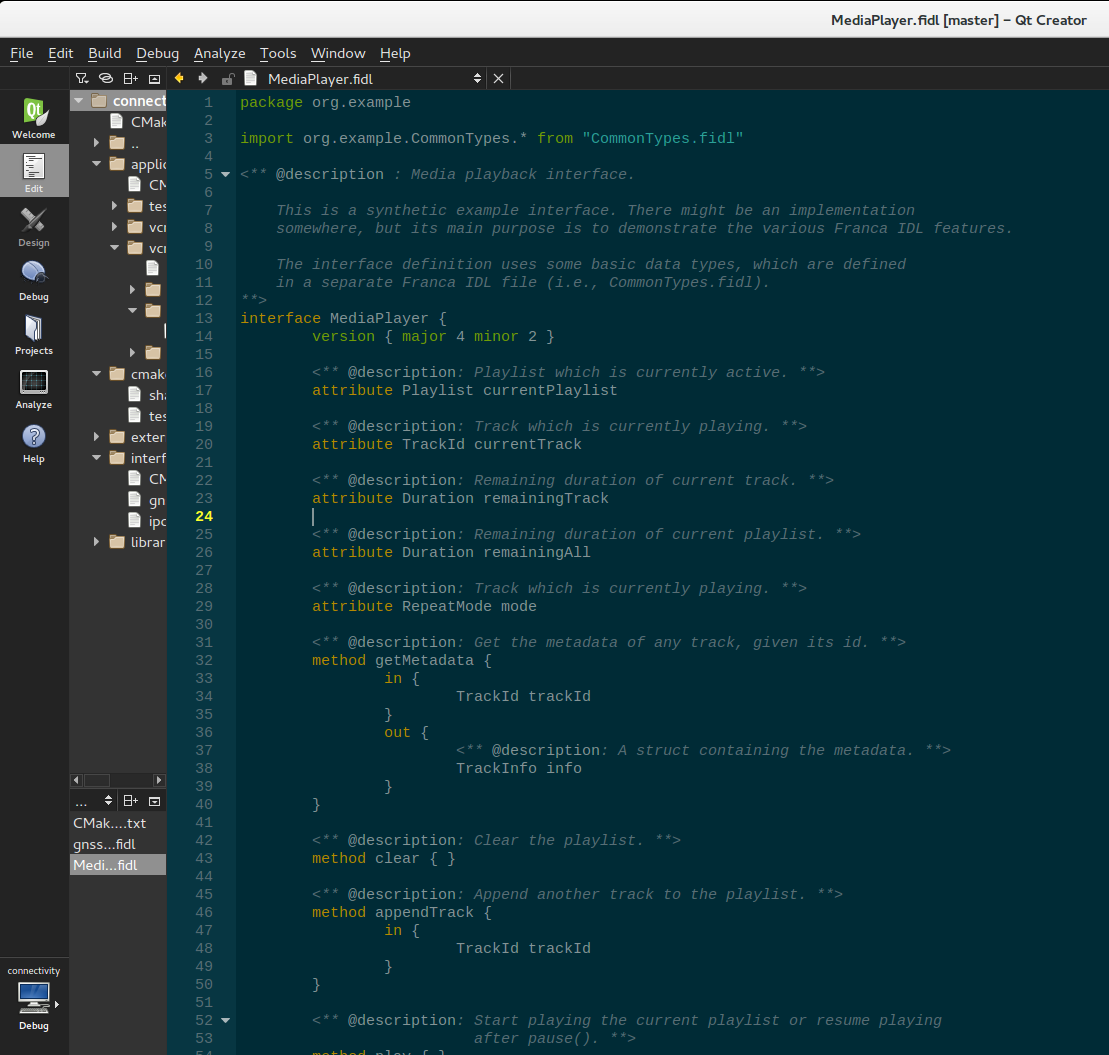 MediaPlayer.fidl [master] – Qt Creator
File Edit Build Debug Analyze Tools Window Help
MediaPlayer.fidl
Welcome
Edit
Design
Debug
Projects
Analyze
Help
connect
CMak
..
applic
CM
tes
vcr
vcr
cmake
sha
tes
exter
interf
CM
gn
ipc
librar
...
CMak....txt
gnss...fidl
Medi...fidl
connectivity
Debug
1 package org.example
2
3 import org.example.CommonTypes.* from "CommonTypes.fidl"
4
5 <** @description : Media playback interface.
6
7 This is a synthetic example interface. There might be an implementation
8 somewhere, but its main purpose is to demonstrate the various Franca IDL features.
9
10 The interface definition uses some basic data types, which are defined
11 in a separate Franca IDL file (i.e., CommonTypes.fidl).
12 **>
13 interface MediaPlayer {
14 version { major 4 minor 2 }
15
16 <** @description: Playlist which is currently active. **>
17 attribute Playlist currentPlaylist
18
19 <** @description: Track which is currently playing. **>
20 attribute TrackId currentTrack
21
22 <** @description: Remaining duration of current track. **>
23 attribute Duration remainingTrack
24
25 <** @description: Remaining duration of current playlist. **>
26 attribute Duration remainingAll
27
28 <** @description: Track which is currently playing. **>
29 attribute RepeatMode mode
30
31 <** @description: Get the metadata of any track, given its id. **>
32 method getMetadata {
33 in {
34 TrackId trackId
35 }
36 out {
37 <** @description: A struct containing the metadata. **>
38 TrackInfo info
39 }
40 }
41
42 <** @description: Clear the playlist. **>
43 method clear { }
44
45 <** @description: Append another track to the playlist. **>
46 method appendTrack {
47 in {
48 TrackId trackId
49 }
50 }
51
52 <** @description: Start playing the current playlist or resume playing
53 after pause(). **>
54 method play { }